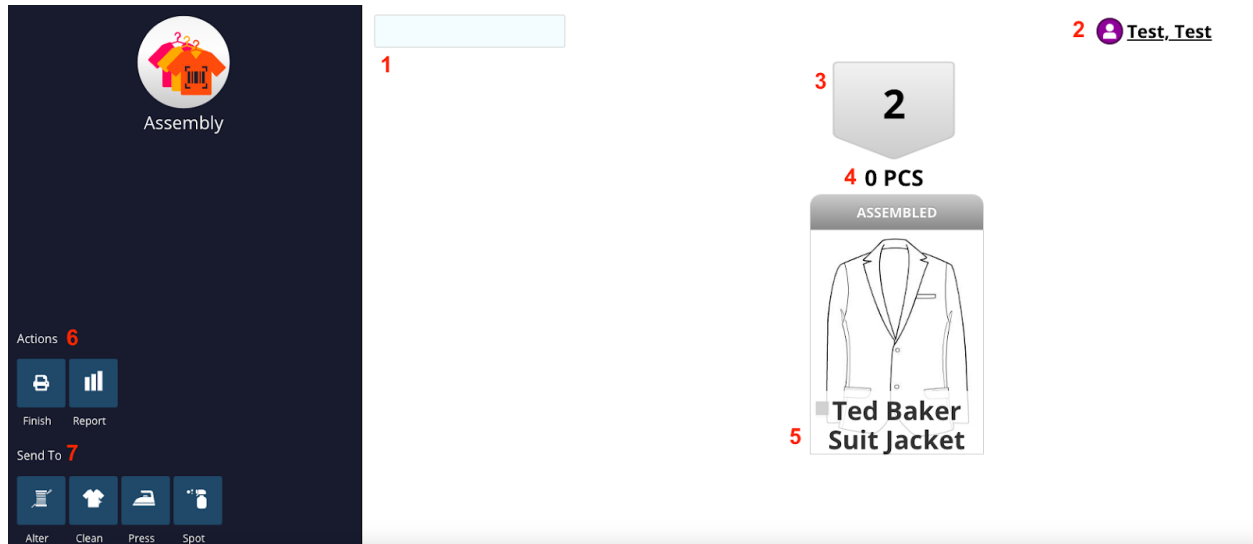 Assembly
1
2 Test, Test
3
2
4 0 PCS
ASSEMBLED
Ted Baker
5 Suit Jacket
Actions 6
Finish Report
Send To 7
Alter Clean Press Spot